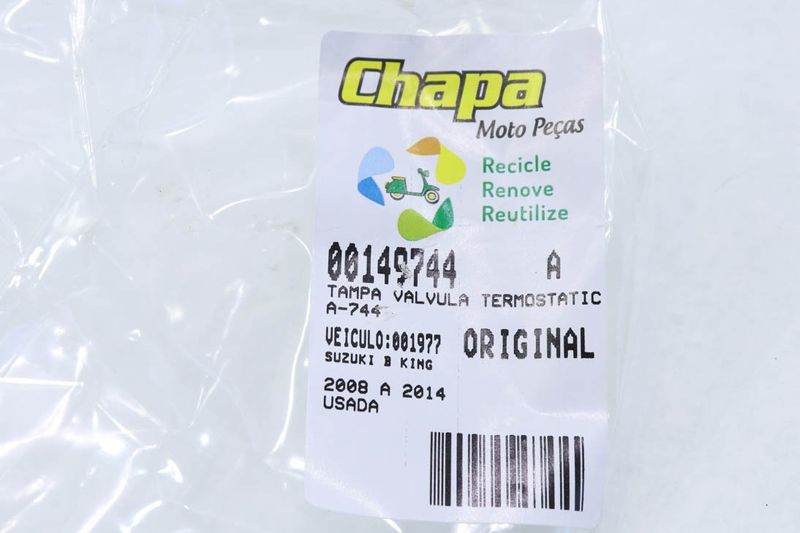 Chapa
Moto Peças
Recicle
Renove
Reutilize
00149744 A
TAMPA VALVULA TERMOSTATIC
A-744
VEICULO:001977 ORIGINAL
SUZUKI B KING
2008 A 2014
USADA